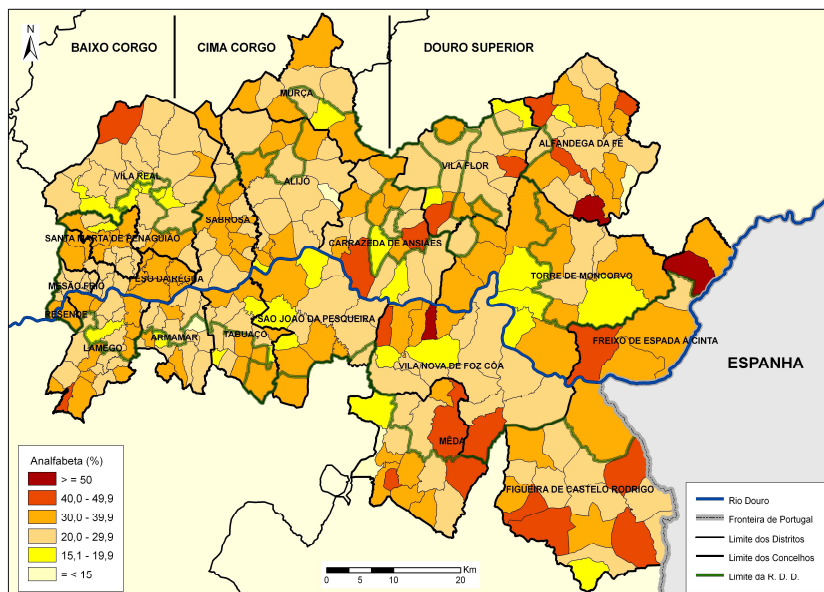 N
BAIXO CORGO
CIMA CORGO
DOURO SUPERIOR
MURÇA
ALFANDEGA DA FÉ
VILA REAL
ALIJÓ
VILA FLOR
SABROSA
SANTA MARTA DE PENAGUIÃO
CARRAZEDA DE ANSIÃES
MESÃO FRIO
PESO DA RÉGUA
TORRE DE MONCORVO
RESENDE
SÃO JOÃO DA PESQUEIRA
LAMEGO
ARMAMAR
TABUAÇO
FREIXO DE ESPADA À CINTA
VILA NOVA DE FOZ CÔA
ESPANHA
MÊDA
FIGUEIRA DE CASTELO RODRIGO
Analfabeta (%)
> = 50
40,0 - 49,9
30,0 - 39,9
20,0 - 29,9
15,1 - 19,9
= < 15
Km
0 5 10 20
Rio Douro
Fronteira de Portugal
Limite dos Distritos
Limite dos Concelhos
Limite da R. D. D.